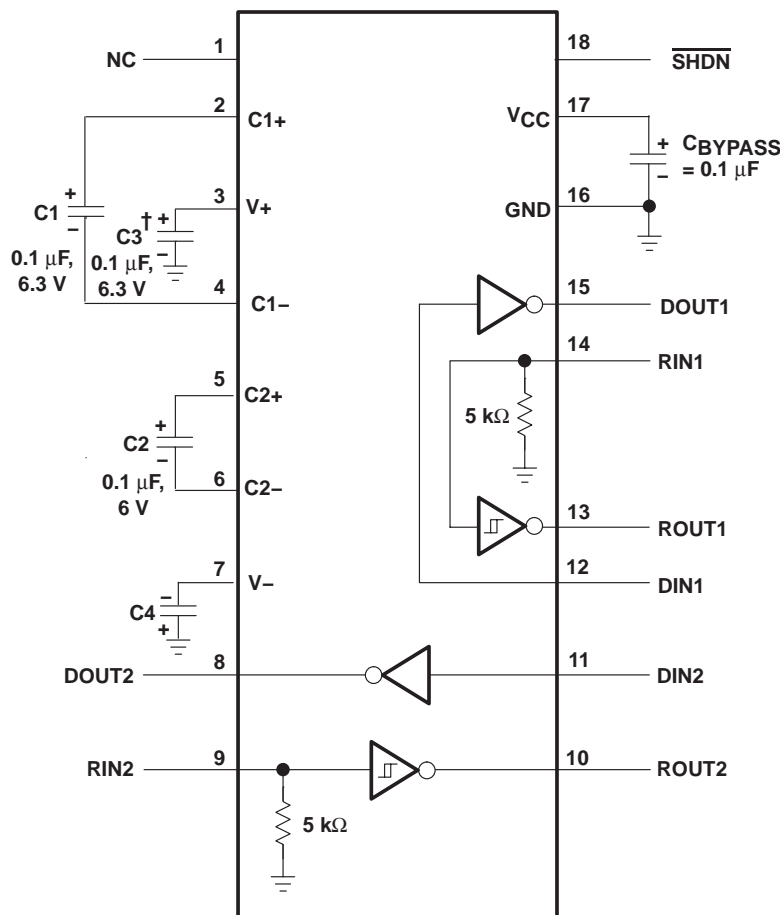 1
NC
18
SHDN
2
C1+
17
VCC
+
CBYPASS
= 0.1 µF
–
+
C1
–
0.1 µF,
6.3 V
3
V+
† +
C3
–
0.1 µF,
6.3 V
16
GND
4
C1–
15
DOUT1
14
RIN1
5 kΩ
5
C2+
+
C2
–
0.1 µF,
6 V
6
C2–
13
ROUT1
12
DIN1
7
V–
–
C4
+
8
DOUT2
11
DIN2
9
RIN2
10
ROUT2
5 kΩ